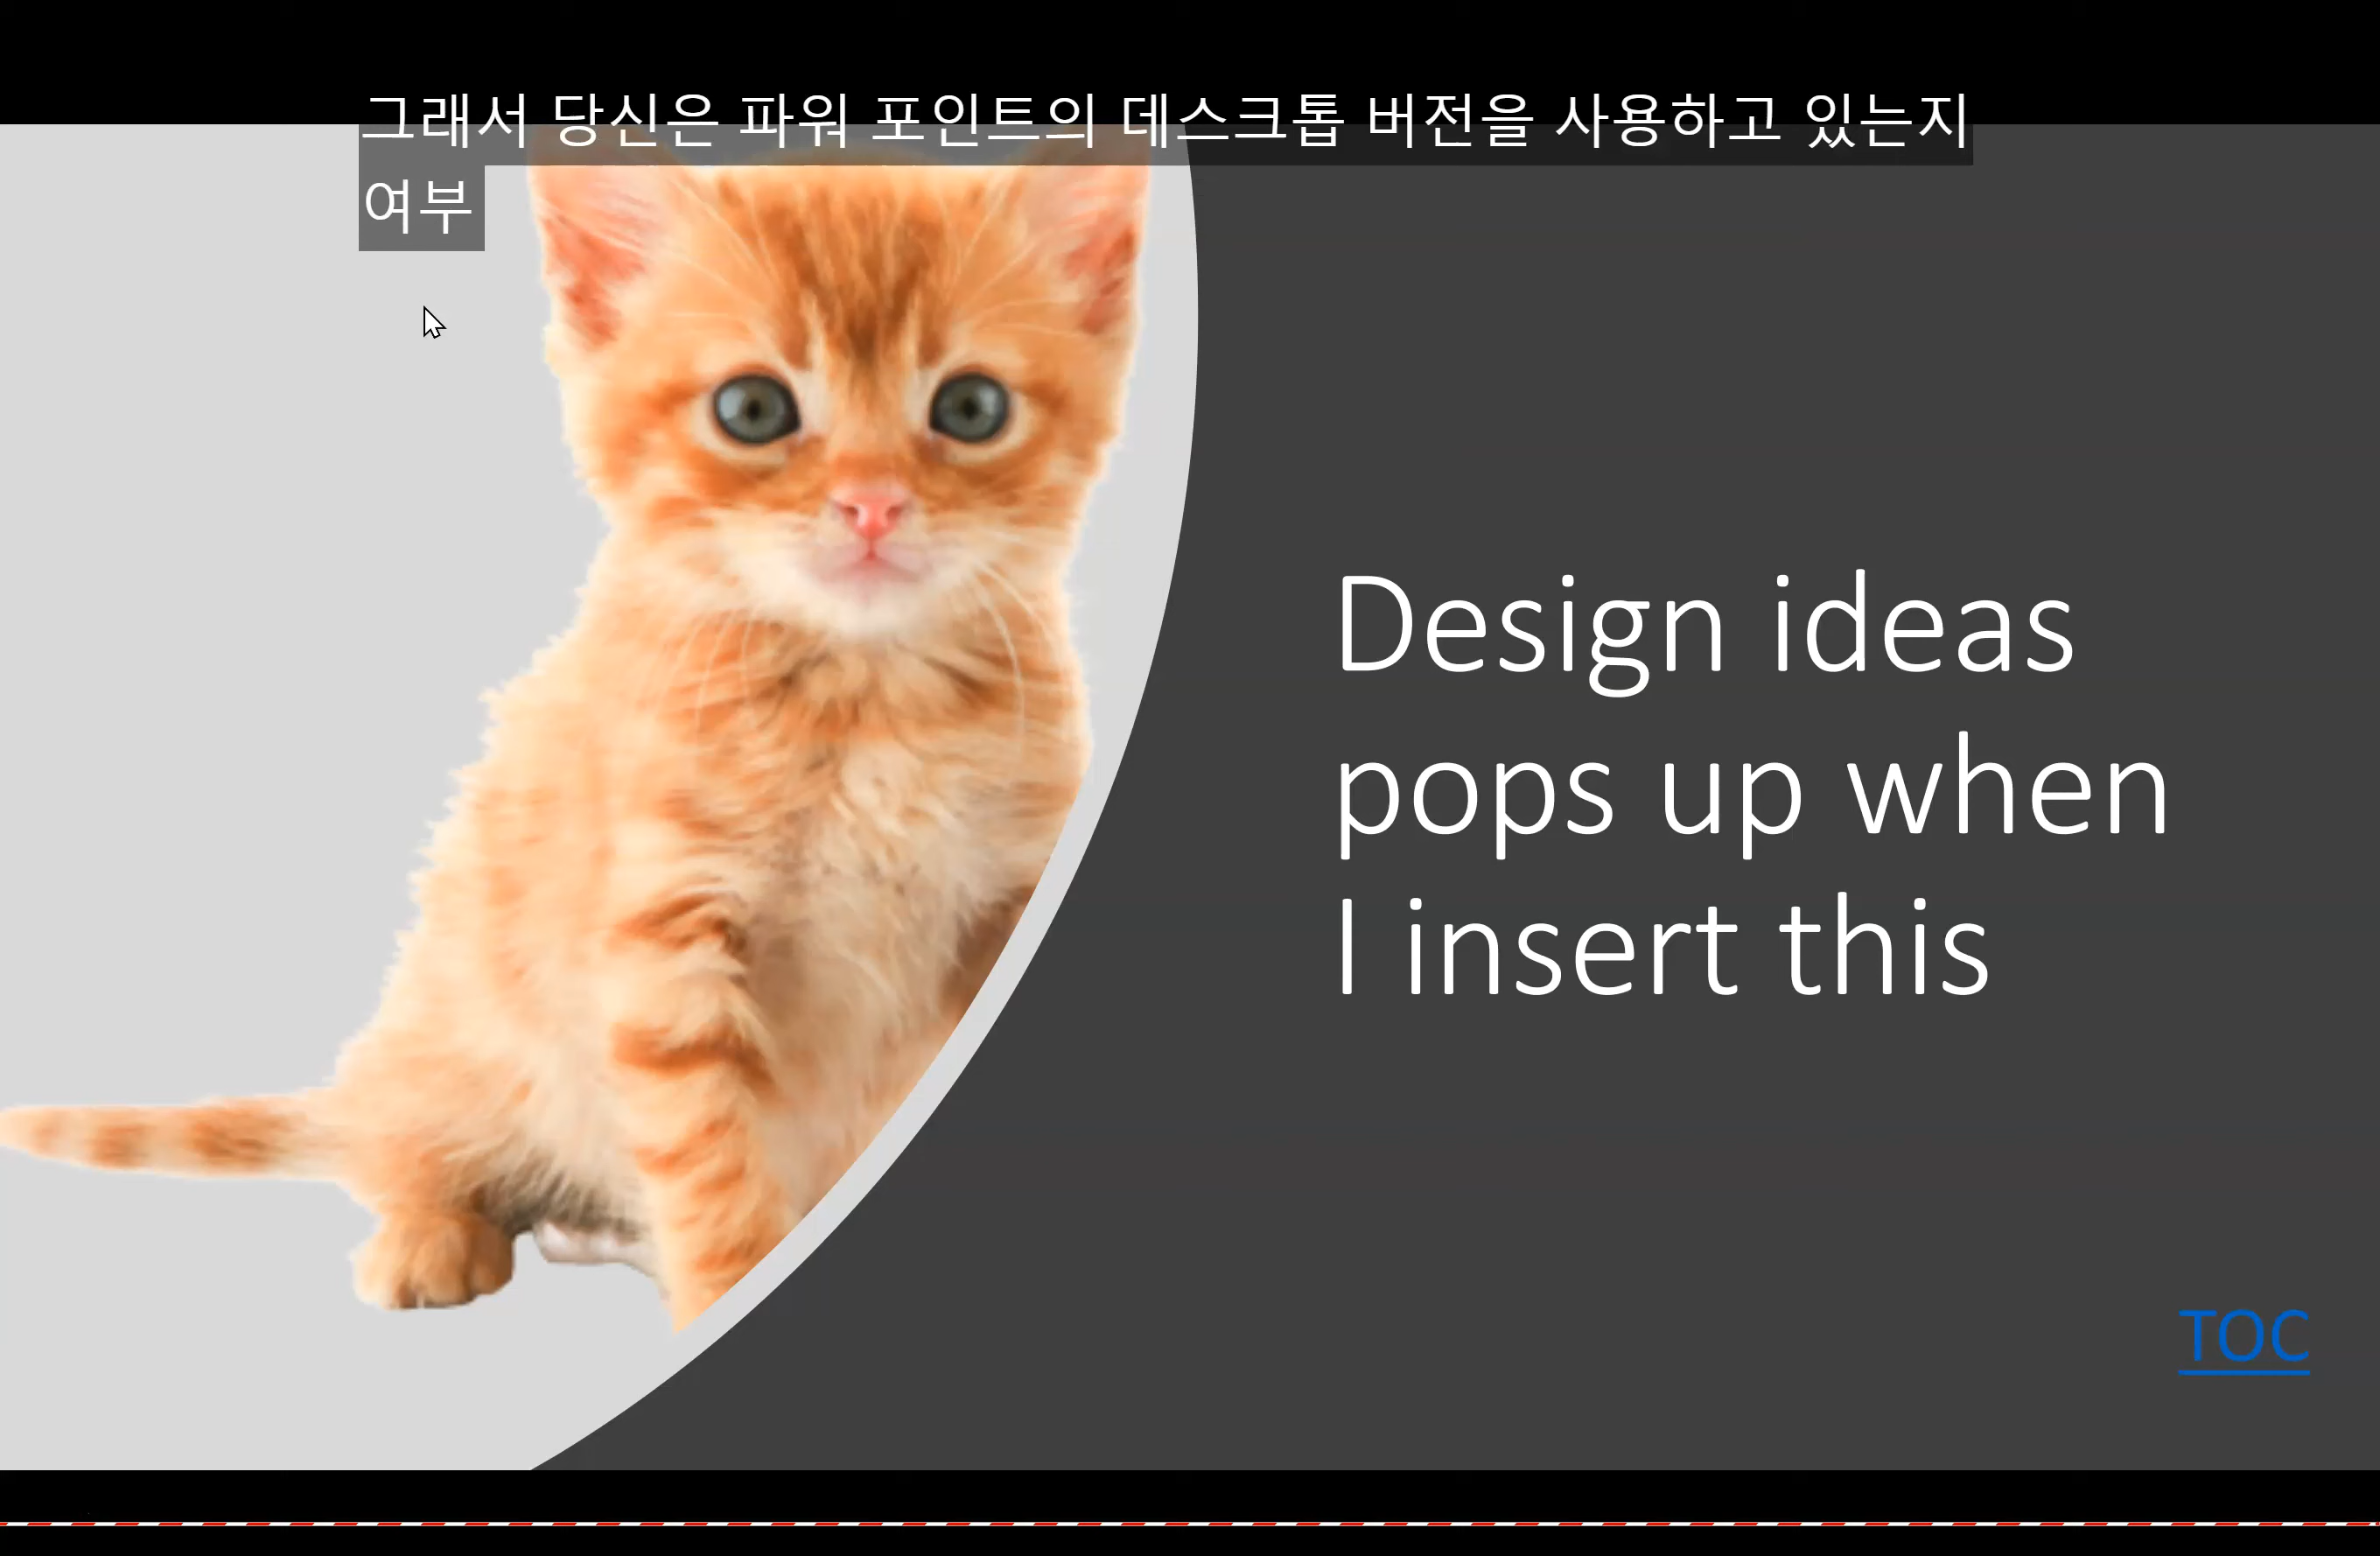 그래서 당신은 파워 포인트의 데스크톱 버전을 사용하고 있는지
여부
Design ideas
pops up when
I insert this
TOC